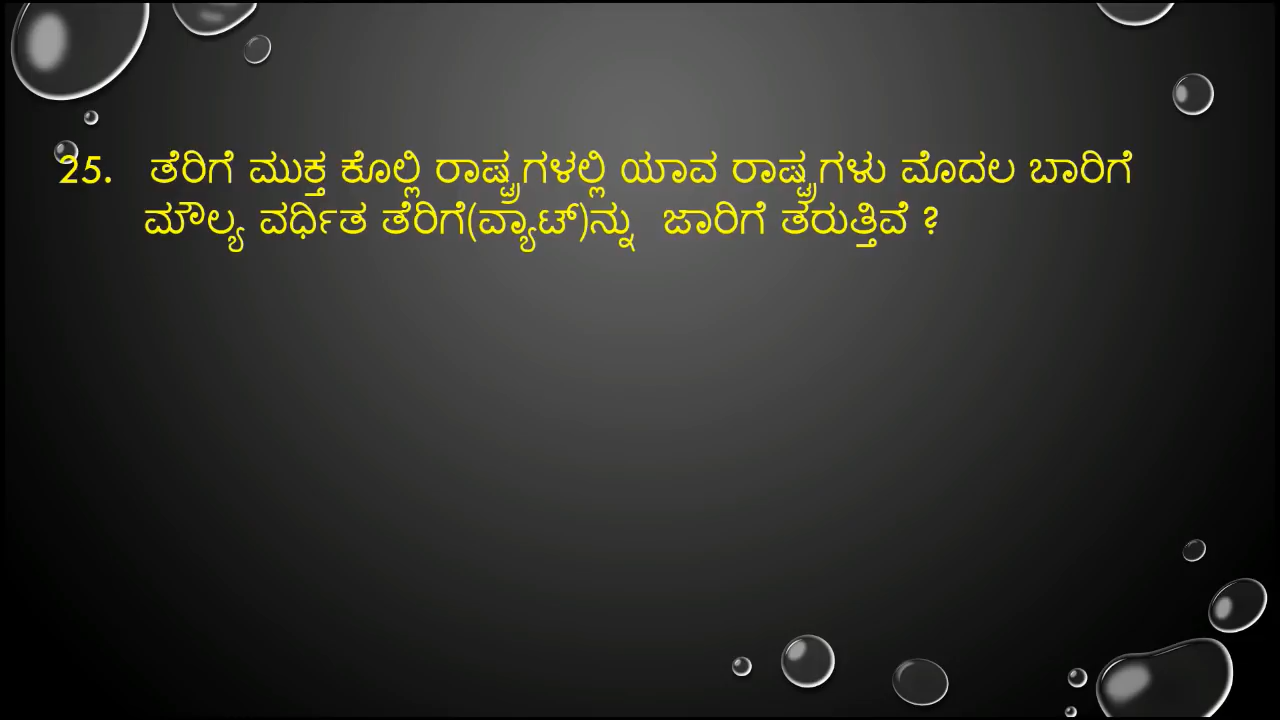 25. ತೆರಿಗೆ ಮುಕ್ತ ಕೊಲ್ಲಿ ರಾಷ್ಟ್ರಗಳಲ್ಲಿ ಯಾವ ರಾಷ್ಟ್ರಗಳು ಮೊದಲ ಬಾರಿಗೆ
ಮೌಲ್ಯ ವರ್ಧಿತ ತೆರಿಗೆ(ವ್ಯಾಟ್)ನ್ನು ಜಾರಿಗೆ ತರುತ್ತಿವೆ ?